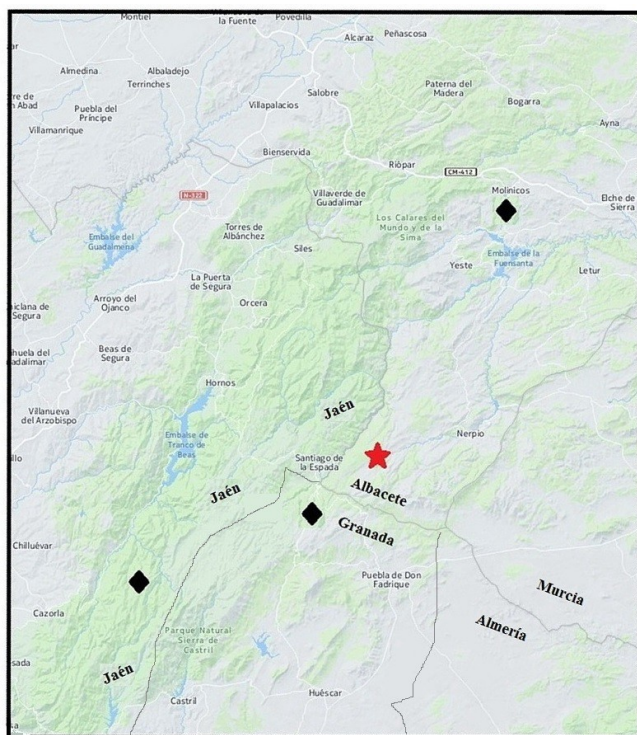 Montiel
la Fuente
Povedilla
Alcaraz
Peñascosa
Almedina
Albaladejo
Terrinches
Salobre
Paterna del
Madera
Bogarra
Puebla del
Príncipe
Villapalacios
Villamanrique
Ayna
Bienservida
Riópar
CM-412
N-322
Villaverde de
Guadalimar
Molinicos
Elche de
Sierra
Torres de
Albánchez
Los Calares del
Mundo y de la
Sima
Embalse del
Guadalmena
Siles
Embalse de la
Fuensanta
Yeste
Letur
La Puerta
de Segura
Orcera
Arroyo del
Ojanco
Segura
Beas de
Segura
Hornos
Villanueva
del Arzobispo
Jaén
Embalse de
Tranco de
Beas
Nerpio
Santiago de
la Espada
Jaén
Albacete
Granada
Chilluévar
Puebla de Don
Fadrique
Murcia
Cazorla
Almería
Parque Natural
Sierra de
Castril
Jaén
Castril
Huéscar